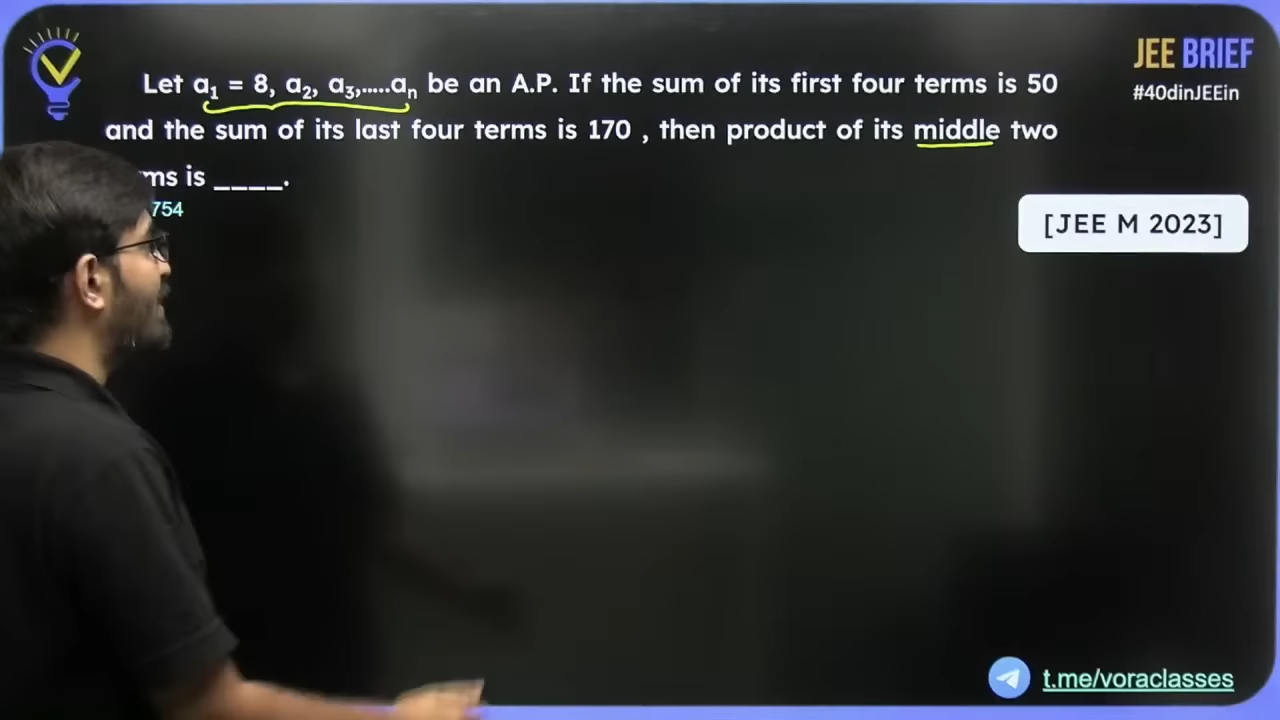 JEE BRIEF
#40dinJEEin
Let a₁ = 8, a₂, a₃,.....aₙ be an A.P. If the sum of its first four terms is 50
and the sum of its last four terms is 170 , then product of its middle two
ms is ____.
754
[JEE M 2023]
t.me/voraclasses